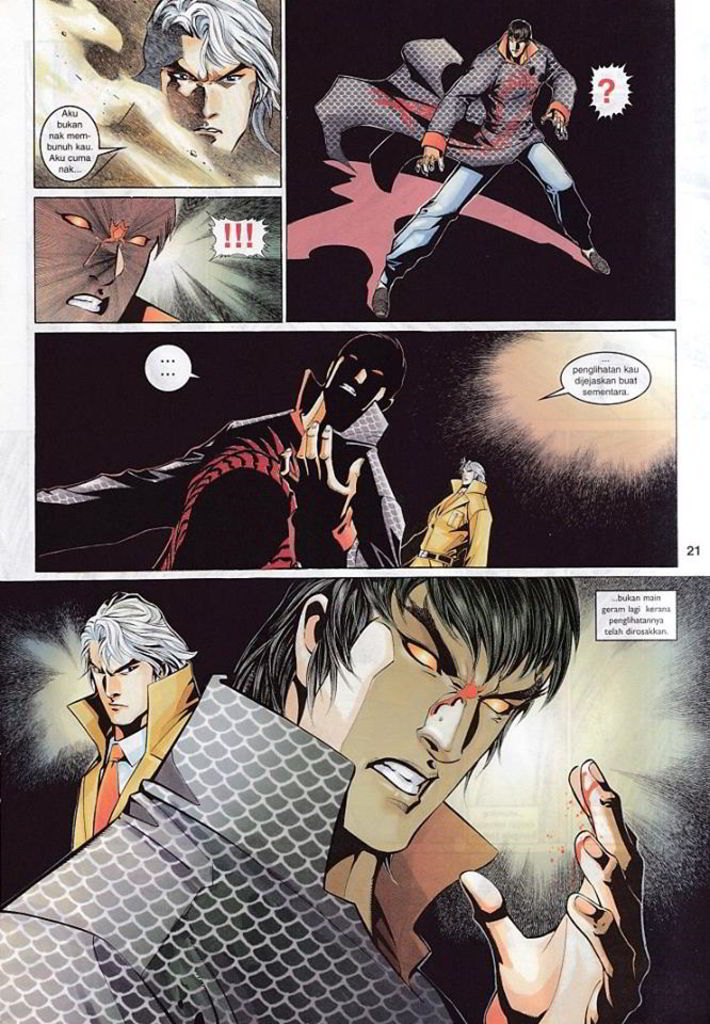 Aku
bukan
nak mem-
bunuh kau.
Aku cuma
nak...
?
!!!
...
...
...
penglihatan kau
dijejaskan buat
sementara.
21
...bukan main
geram lagi kerana
penglihatannya
telah dirosakkan.